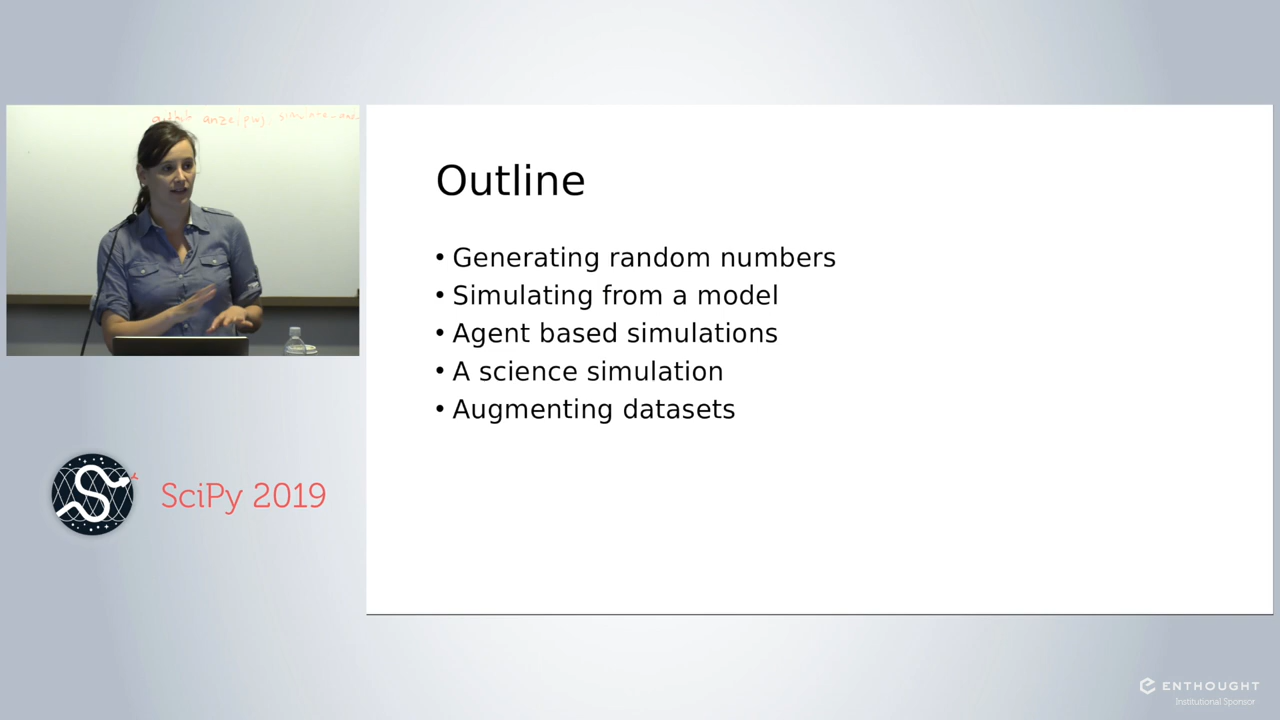 Outline
• Generating random numbers
• Simulating from a model
• Agent based simulations
• A science simulation
• Augmenting datasets
SciPy 2019
ENTHOUGHT
Institutional Sponsor